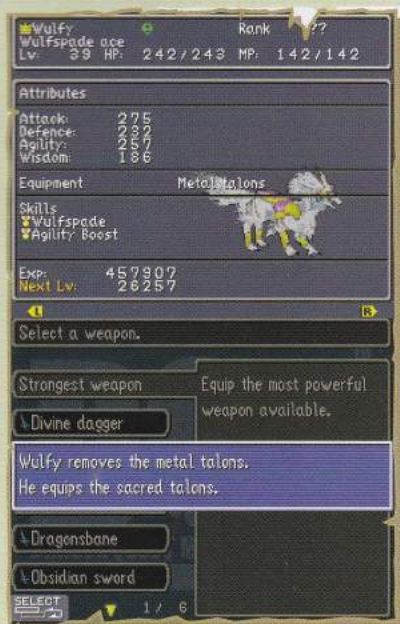 Wulfy Rank ??
Wulfspade ace
Lv: 39 HP: 242/243 MP: 142/142
Attributes
Attack: 275
Defence: 232
Agility: 257
Wisdom: 186
Equipment Metal talons
Skills
Wulfspade
Agility Boost
Exp: 457907
Next Lv: 26257
L R
Select a weapon.
Strongest weapon
Equip the most powerful
weapon available.
Divine dagger
Wulfy removes the metal talons.
He equips the sacred talons.
Dragonsbane
Obsidian sword
SELECT
1/ 6